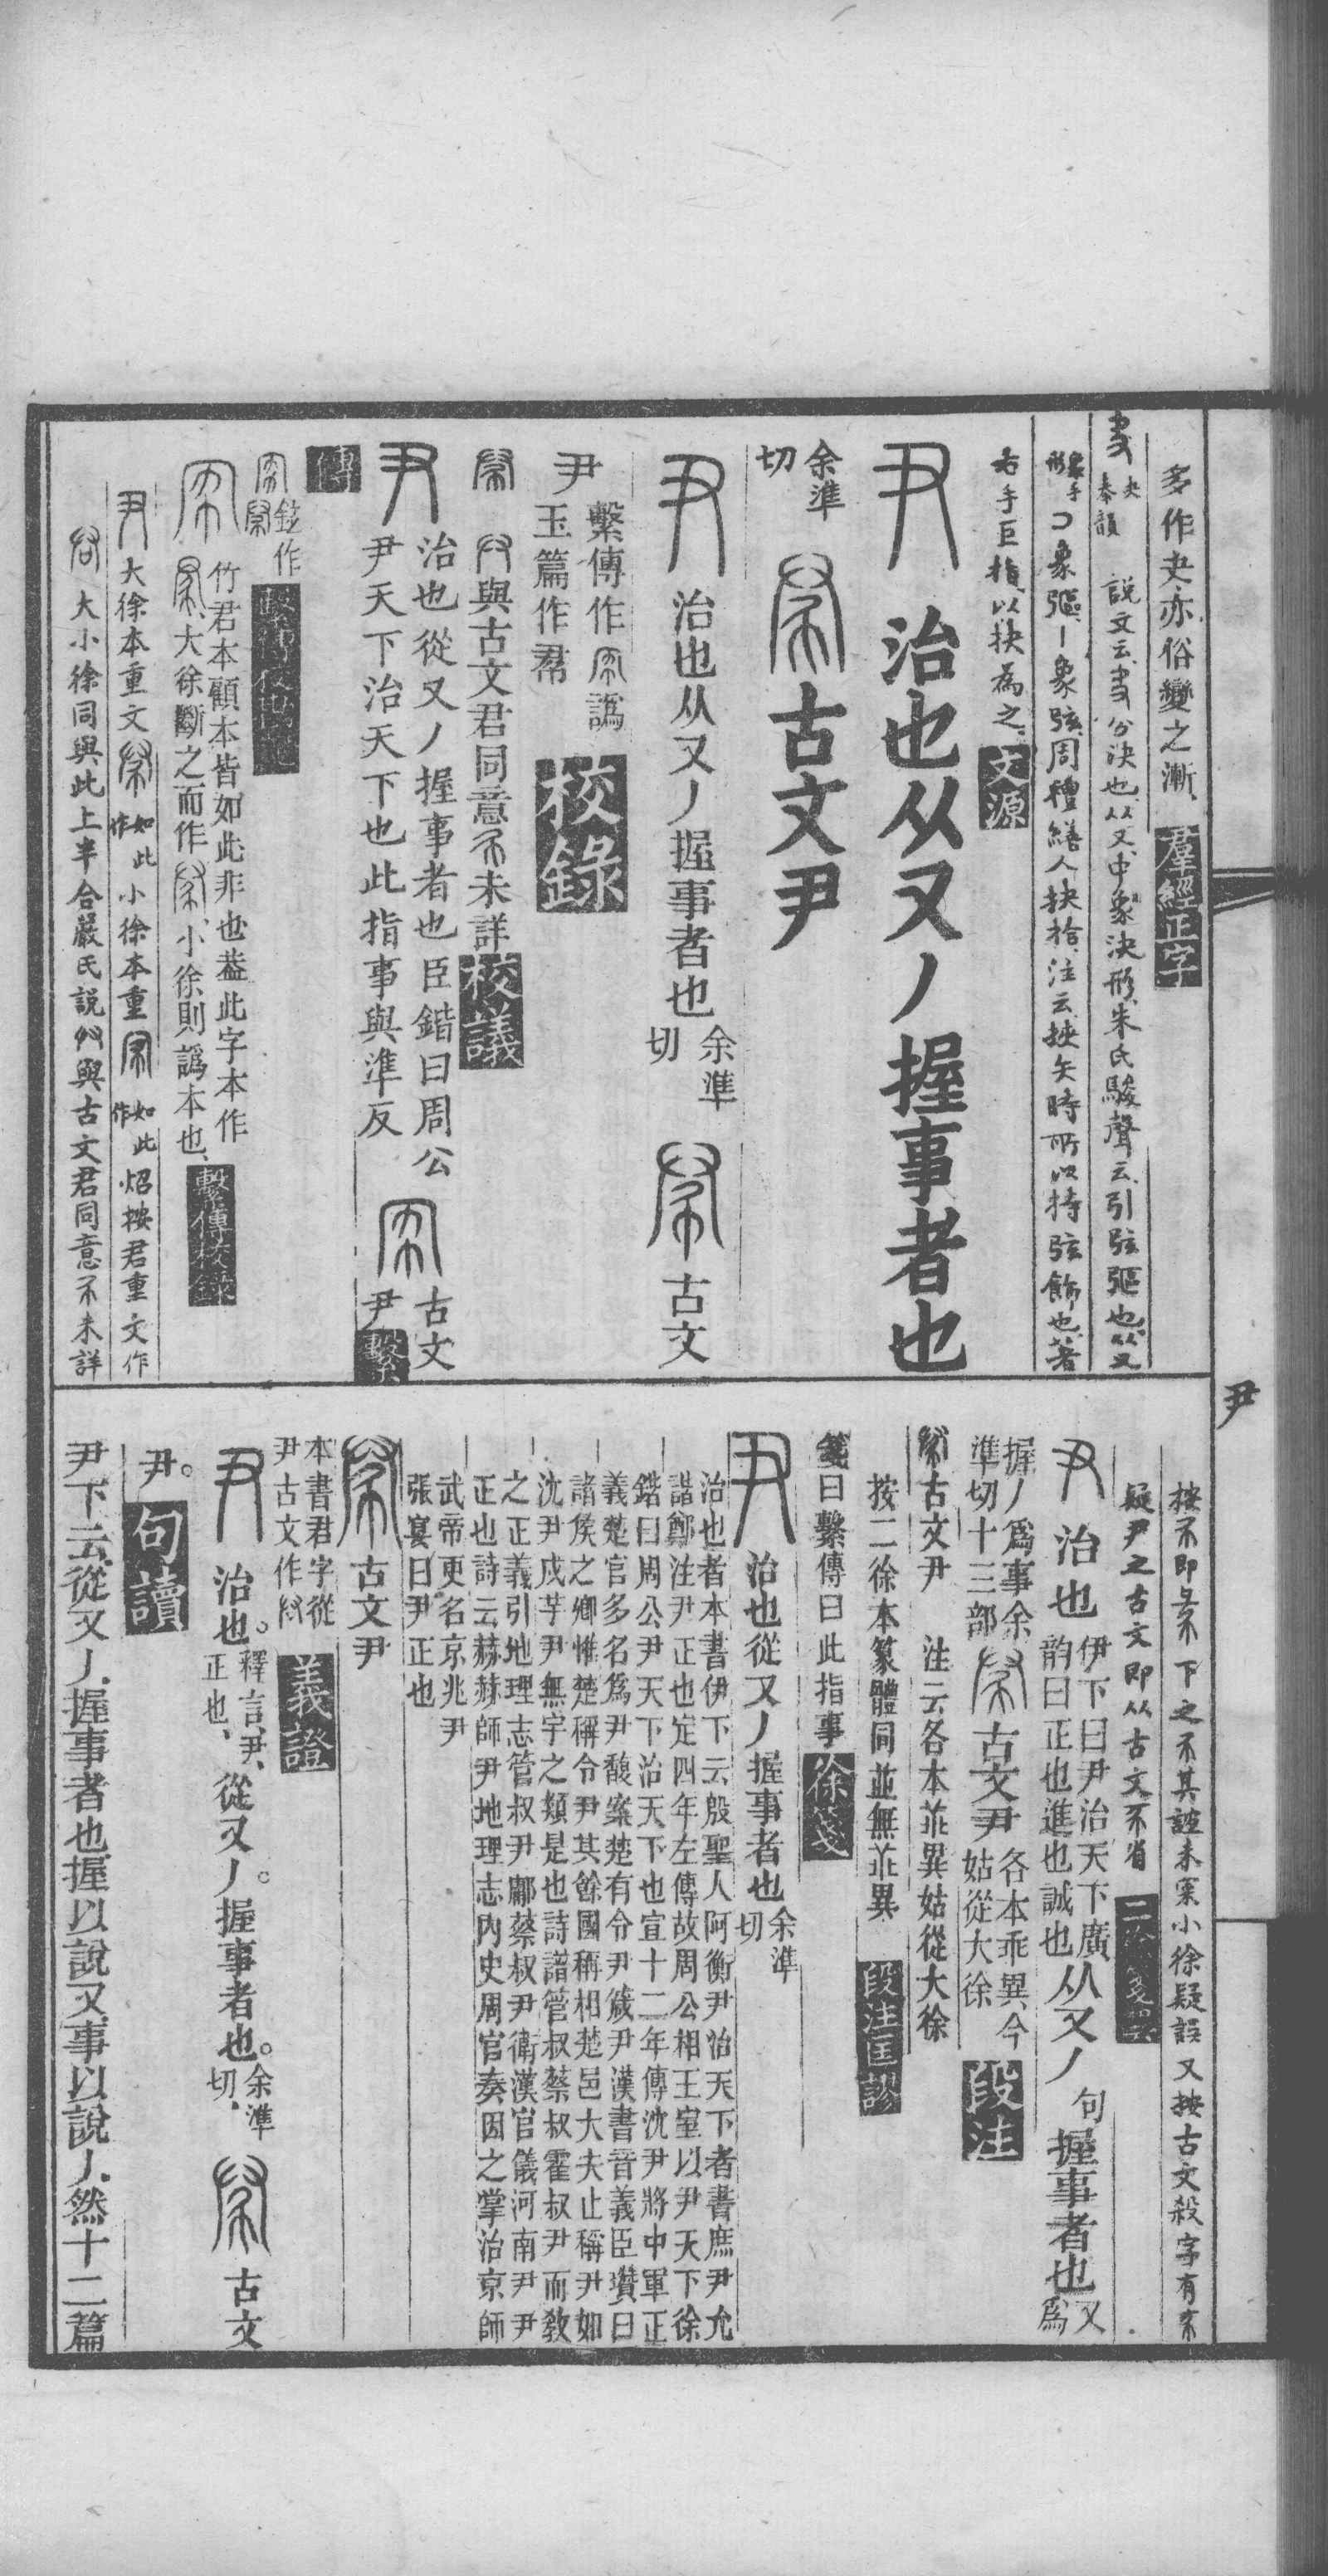 多作夬亦俗變之漸 羣經正字
夬韻 說文云叏分決也从又中象決形朱氏駿聲云引弦彄也从又
象手形コ象彄丨象弦周禮繕人抉拾注云挾矢時所以持弦飾也著
右手巨指以抉為之 文源
尹 治也从又丿握事者也
余準切 古文尹
尹 治也从又丿握事者也 余準切 古文
尹 繫傳作𢁥譌玉篇作𢁰 校錄
與古文君同意不未詳 校議
尹 治也從又丿握事者也臣鍇曰周公尹天下治天下也此指事與準反 古文尹 繫
傳
鉉作
竹君本顧本皆如此非也葢此字本作
大徐斷之而作 小徐則譌本也 繫傳校錄
尹 大徐本重文 如此作 小徐本重 如此作 炤按君重文作
大小徐同與此上半合嚴氏說 與古文君同意不未詳
尹
按不即 下之不其 未 小徐疑誤又按古文殺字有
疑尹之古文即从古文不省 二徐箋異
尹 治也 伊下曰尹治天下廣韵曰正也進也誠也 从又丿 句 握事者也 又爲
握丿爲事余準切十三部 古文尹 各本乖異今姑從大徐 段注
古文尹 注云各本乖異姑從大徐
按二徐本篆體同並無乖異 段注匡謬
箋曰繫傳曰此指事 徐箋
尹 治也從又丿握事者也 余準切
治也者本書伊下云殷聖人阿衡尹治天下者書庶尹允
諧鄭注尹正也定四年左傳故周公相王室以尹天下徐
鍇曰周公尹天下治天下也宣十二年傳沈尹將中軍正
義楚官多名爲尹馥案楚有令尹箴尹漢書音義臣瓚曰
諸矦之卿惟楚稱令尹其餘國稱相楚邑大夫止稱尹如
沈尹戍芋尹無宇之類是也詩譜管叔蔡叔霍叔尹而敎
之正義引地理志管叔尹鄘蔡叔尹衛漢官儀河南尹尹
正也詩云赫赫師尹地理志內史周官秦因之掌治京師
武帝更名京兆尹
張宴曰尹正也
古文尹
本書君字從尹古文作 義證
尹 治也。釋言尹、正也、從又丿。握事者也。余準切、 古文
尹。 句讀
尹下云從又丿握事者也握以說又事以說丿然十二篇